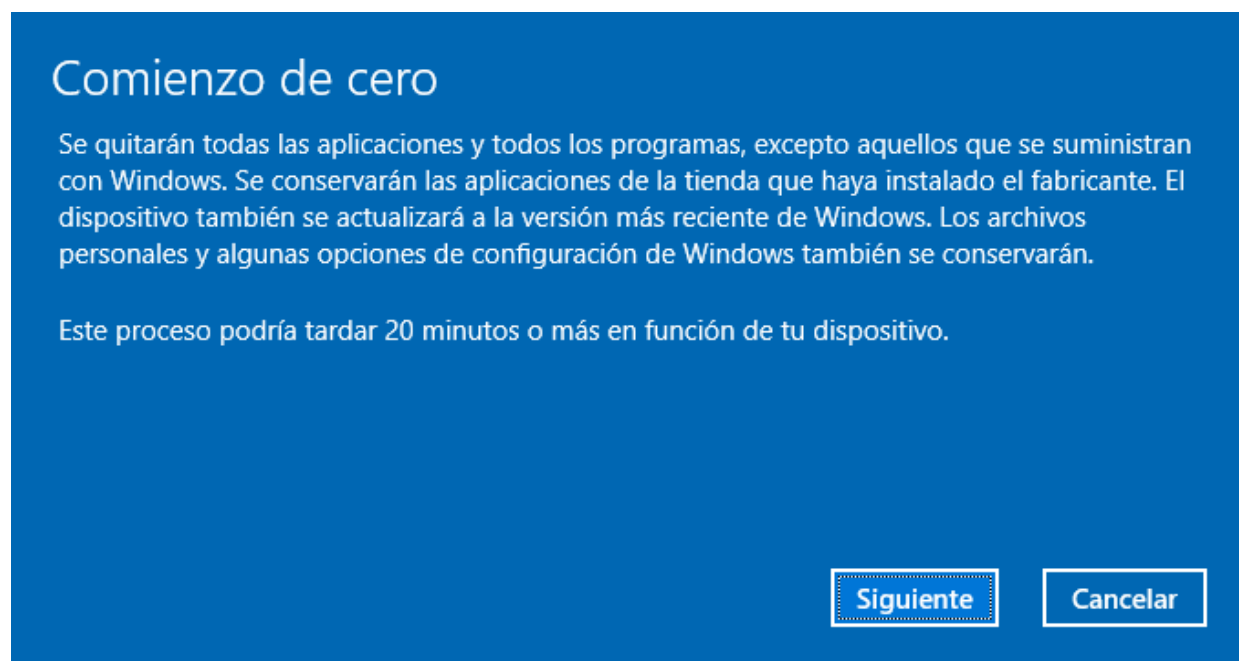 Comienzo de cero
Se quitarán todas las aplicaciones y todos los programas, excepto aquellos que se suministran
con Windows. Se conservarán las aplicaciones de la tienda que haya instalado el fabricante. El
dispositivo también se actualizará a la versión más reciente de Windows. Los archivos
personales y algunas opciones de configuración de Windows también se conservarán.
Este proceso podría tardar 20 minutos o más en función de tu dispositivo.
Siguiente
Cancelar